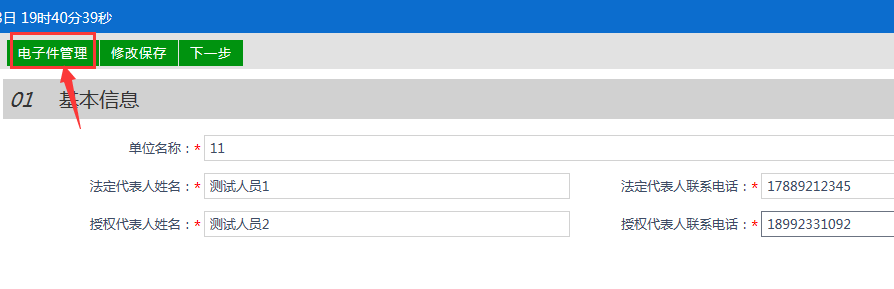 3日 19时40分39秒
电子件管理 修改保存 下一步
01 基本信息
单位名称：* 11
法定代表人姓名：* 测试人员1 法定代表人联系电话：* 17889212345
授权代表人姓名：* 测试人员2 授权代表人联系电话：* 18992331092